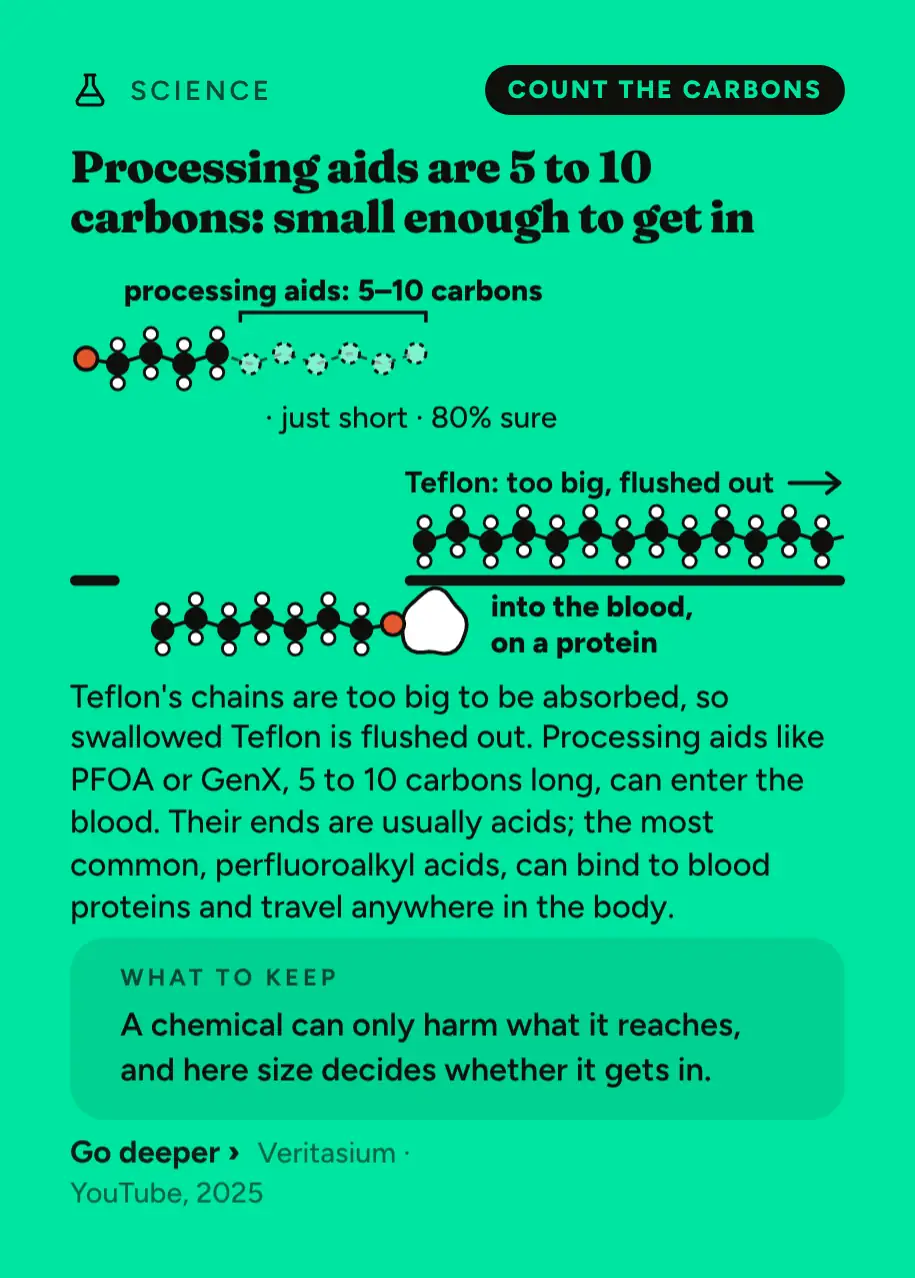 SCIENCE
COUNT THE CARBONS
Processing aids are 5 to 10
carbons: small enough to get in
processing aids: 5–10 carbons
· just short · 80% sure
Teflon: too big, flushed out →
into the blood,
on a protein
Teflon's chains are too big to be absorbed, so
swallowed Teflon is flushed out. Processing aids like
PFOA or GenX, 5 to 10 carbons long, can enter the
blood. Their ends are usually acids; the most
common, perfluoroalkyl acids, can bind to blood
proteins and travel anywhere in the body.
WHAT TO KEEP
A chemical can only harm what it reaches,
and here size decides whether it gets in.
Go deeper › Veritasium ·
YouTube, 2025